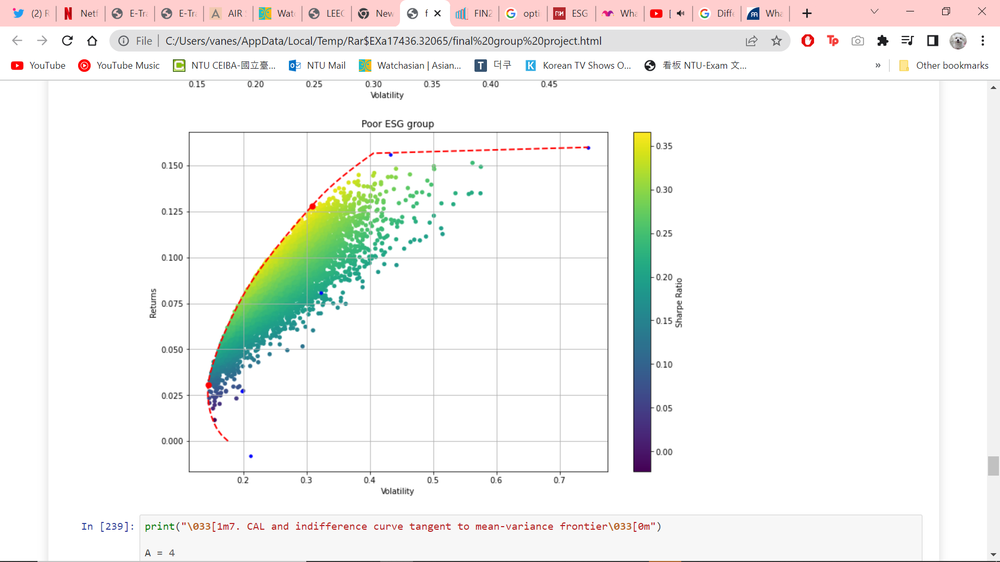 (2) R Netf E-Tra E-Tra AIR Wat LEEC New f FIN2 opti ESG Wha [ Diffe Wha
File C:/Users/vanes/AppData/Local/Temp/Rar$EXa17436.32065/final%20group%20project.html
YouTube YouTube Music NTU CEIBA-國立臺... NTU Mail Watchasian | Asian... 더쿠 Korean TV Shows O... 看板 NTU-Exam 文... » Other bookmarks
0.15 0.20 0.25 0.30 0.35 0.40 0.45
Volatility
Poor ESG group
0.150
0.125
0.100
0.075
0.050
0.025
0.000
Returns
0.2 0.3 0.4 0.5 0.6 0.7
Volatility
0.35
0.30
0.25
0.20
0.15
0.10
0.05
0.00
Sharpe Ratio
In [239]: print("\033[1m7. CAL and indifference curve tangent to mean-variance frontier\033[0m")
A = 4